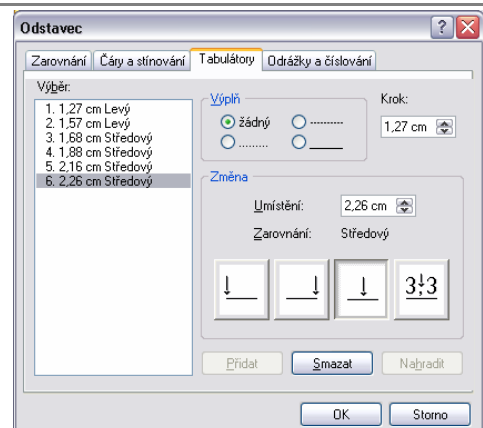 Odstavec
Zarovnání Čáry a stínování Tabulátory Odrážky a číslování
Výběr:
1. 1,27 cm Levý
2. 1,57 cm Levý
3. 1,68 cm Středový
4. 1,88 cm Středový
5. 2,16 cm Středový
6. 2,26 cm Středový
Výplň
žádný ----------
......... _____
Krok:
1,27 cm
Změna
Umístění: 2,26 cm
Zarovnání: Středový
3,3
Přidat Smazat Nahradit
OK Storno